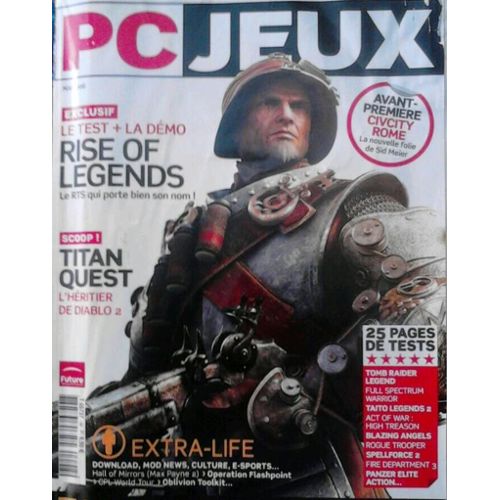 PC JEUX
EXCLUSIF
LE TEST + LA DÉMO
RISE OF
LEGENDS
Le RTS qui porte bien son nom !
AVANT-
PREMIERE
CIVCITY
ROME
La nouvelle folie
de Sid Meier
SCOOP !
TITAN
QUEST
L'HÉRITIER
DE DIABLO 2
25 PAGES
DE TESTS
TOMB RAIDER
LEGEND
FULL SPECTRUM
WARRIOR
TAITO LEGENDS 2
ACT OF WAR :
HIGH TREASON
BLAZING ANGELS
ROGUE TROOPER
SPELLFORCE 2
FIRE DEPARTMENT 3
PANZER ELITE
ACTION...
Future
EXTRA-LIFE
DOWNLOAD, MOD NEWS, CULTURE, E-SPORTS...
Hall of Mirrors (Max Payne 2) > Operation Flashpoint
> CPL World Tour > Oblivion Toolkit...